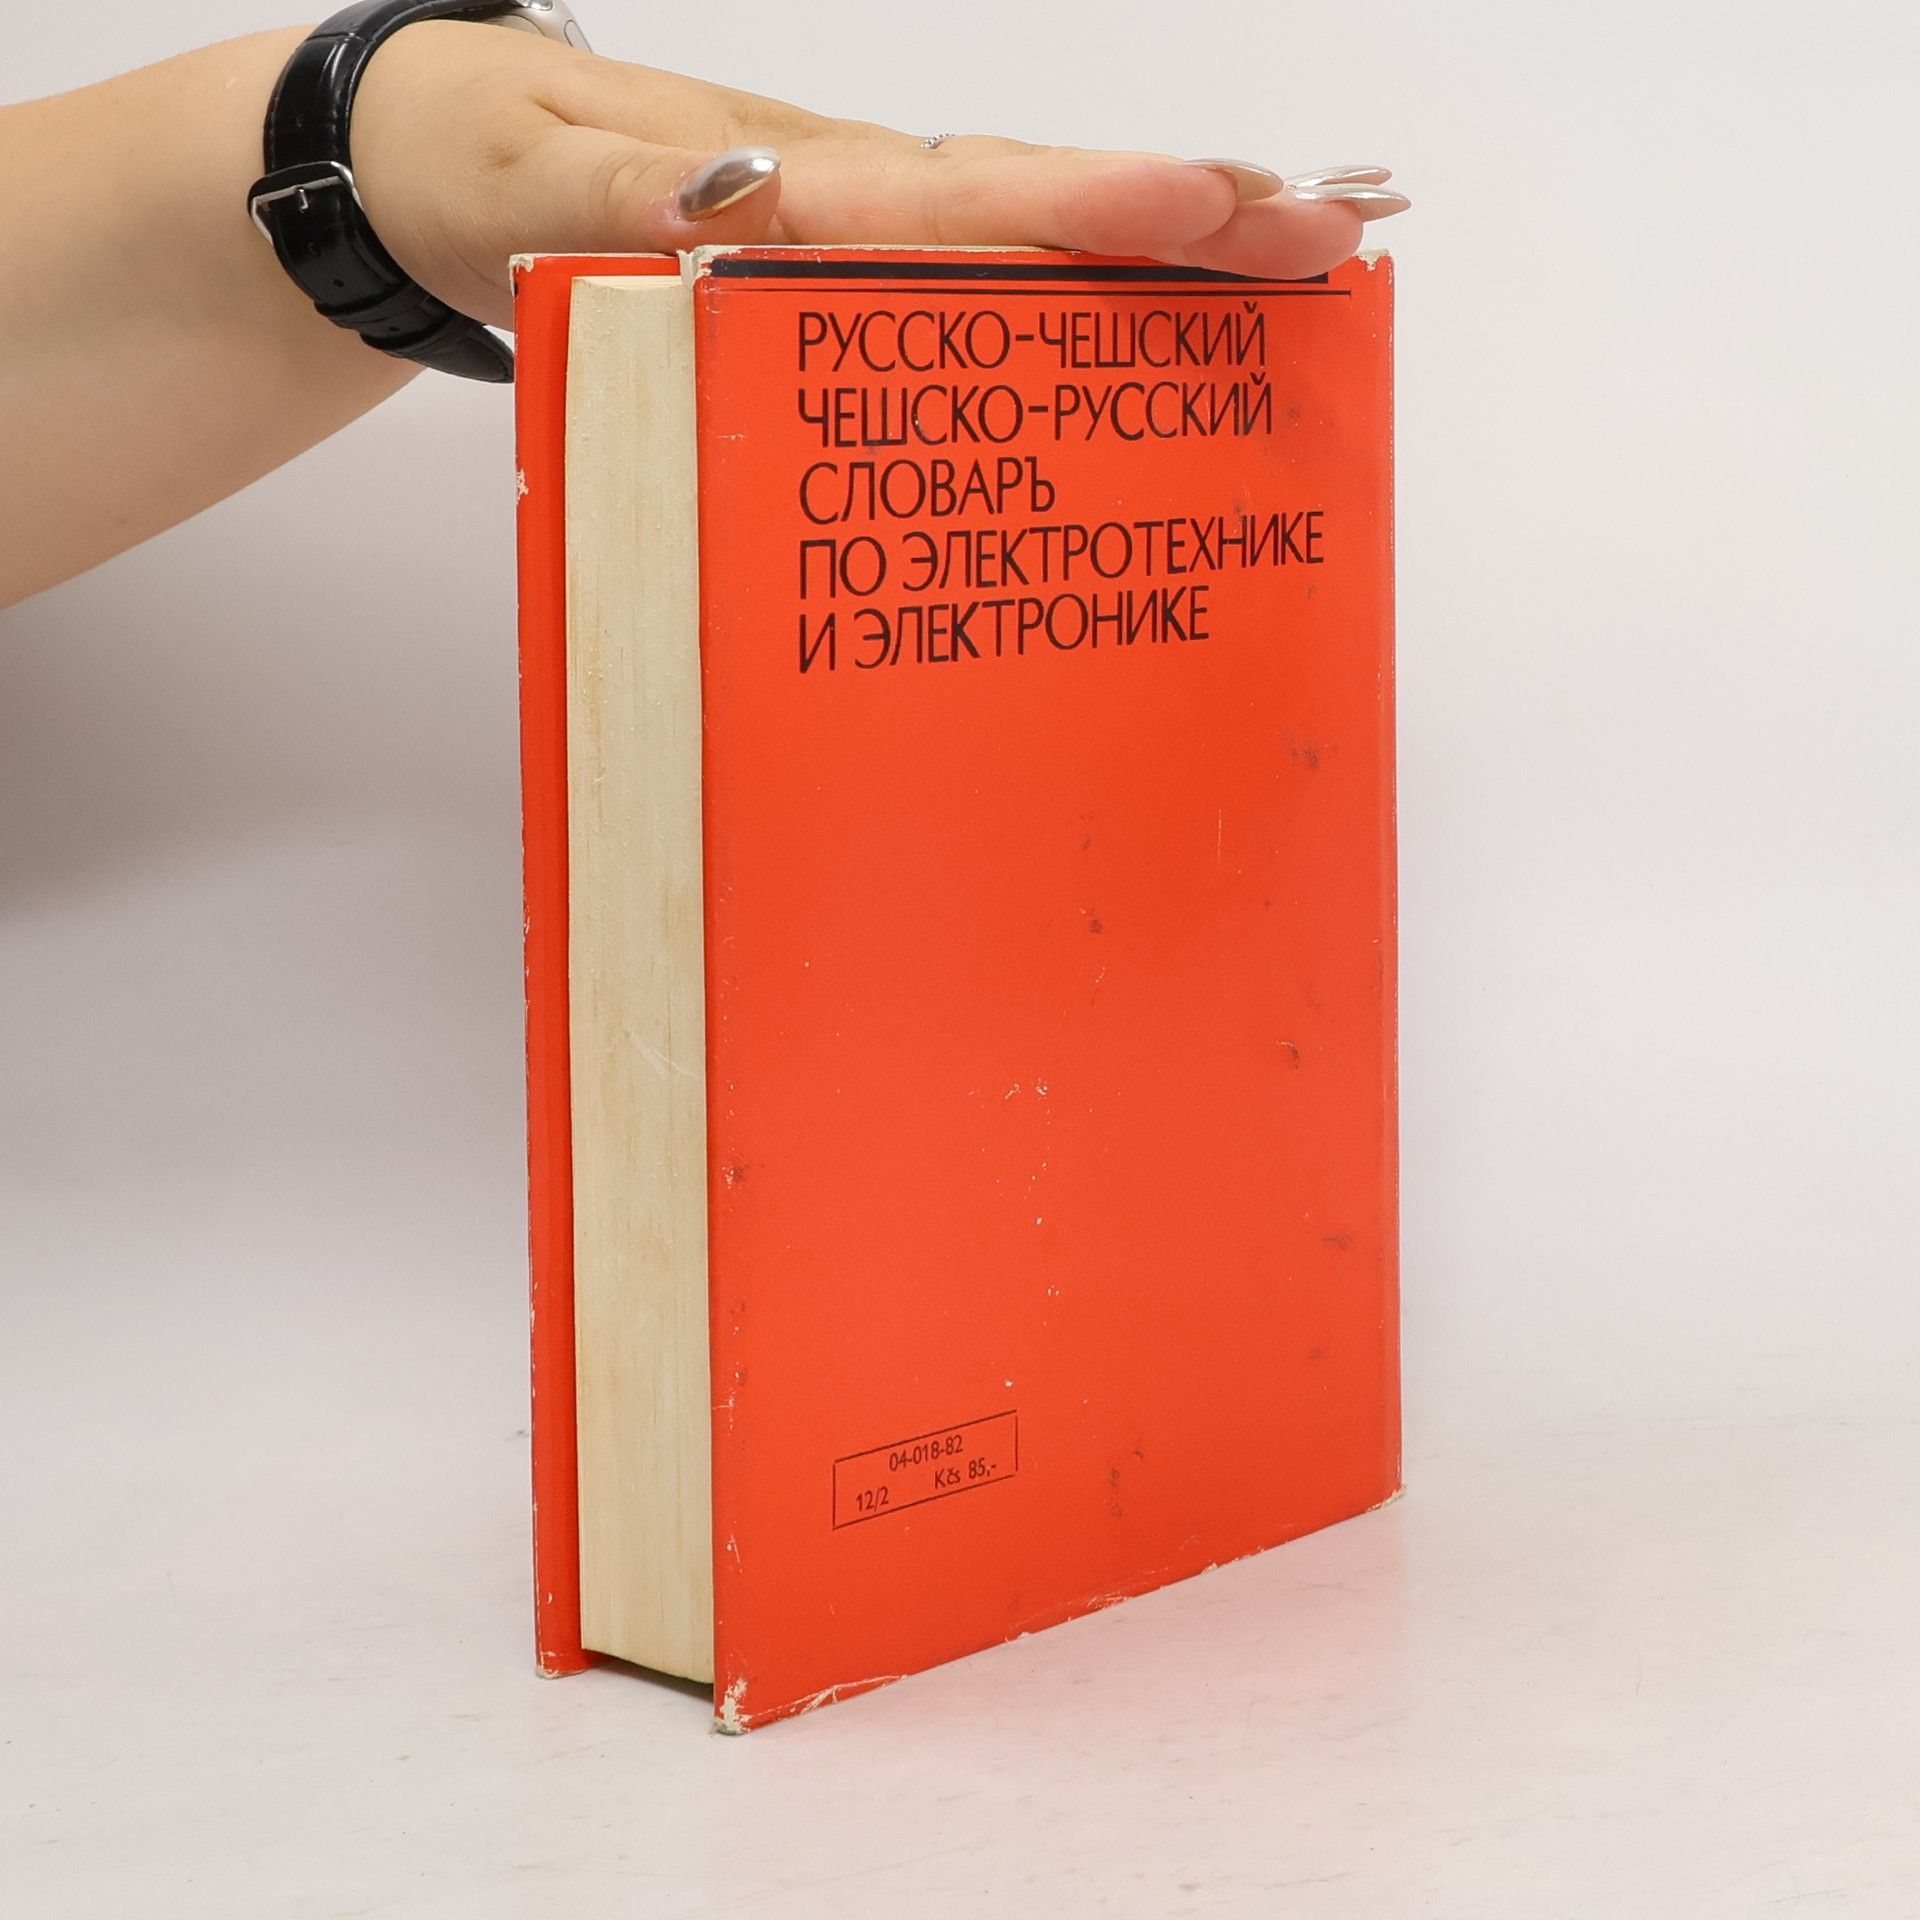 РУССКО-ЧЕШСКИЙ
ЧЕШСКО-РУССКИЙ
СЛОВАРЪ
ПО ЭЛЕКТРОТЕХНИКЕ
И ЭЛЕКТРОНИКЕ
04-018-82
12/2 Kčs 85,-